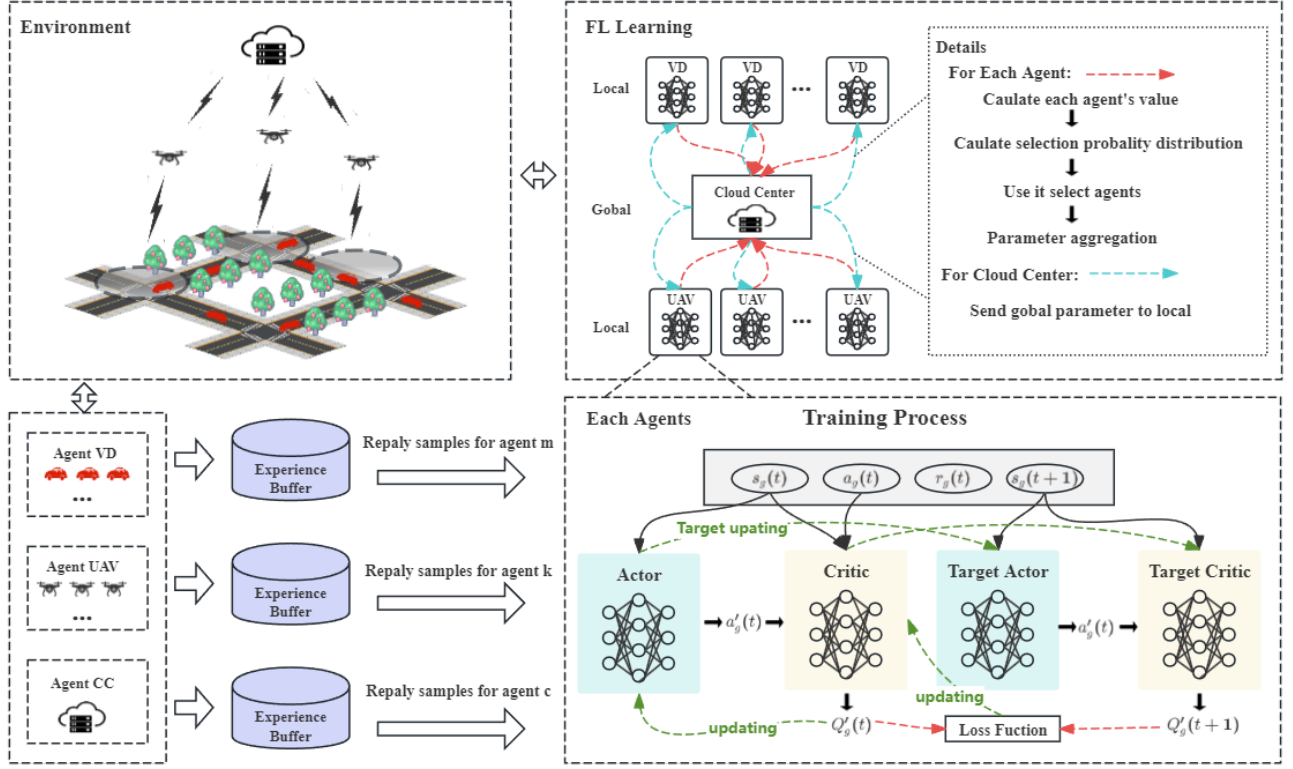 Environment
FL Learning
Local
VD
VD
...
VD
Gobal
Cloud Center
Local
UAV
UAV
...
UAV
Details
For Each Agent:
Caulate each agent's value
Caulate selection probality distribution
Use it select agents
Parameter aggregation
For Cloud Center:
Send gobal parameter to local
Agent VD
...
Experience
Buffer
Repaly samples for agent m
Agent UAV
...
Experience
Buffer
Repaly samples for agent k
Agent CC
Experience
Buffer
Repaly samples for agent c
Each Agents
Training Process
s_g(t)
a_g(t)
r_g(t)
s_g(t+1)
Target upating
Actor
Critic
Target Actor
Target Critic
a'_g(t)
a'_g(t)
updating
updating
Q'_g(t)
Loss Fuction
Q'_g(t+1)